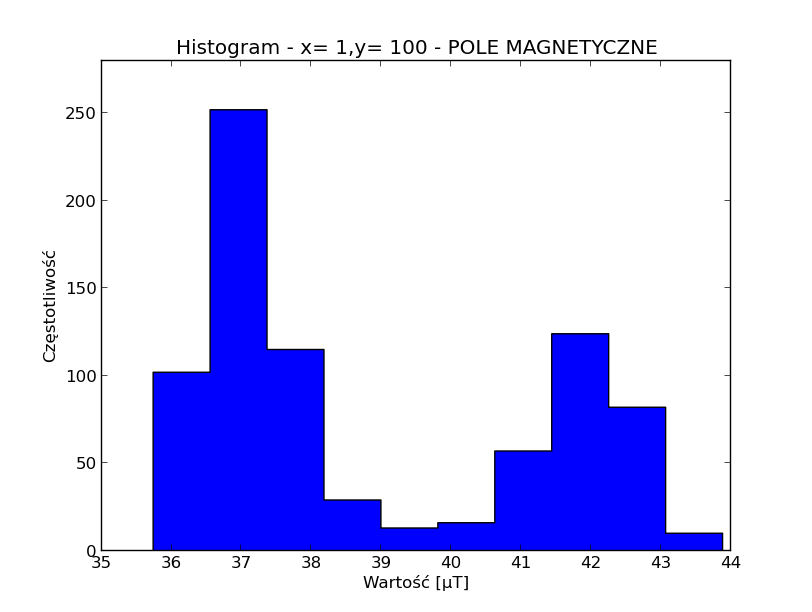 Histogram - x= 1,y= 100 - POLE MAGNETYCZNE
250
200
150
100
50
0
Częstotliwość
35 36 37 38 39 40 41 42 43 44
Wartość [μT]